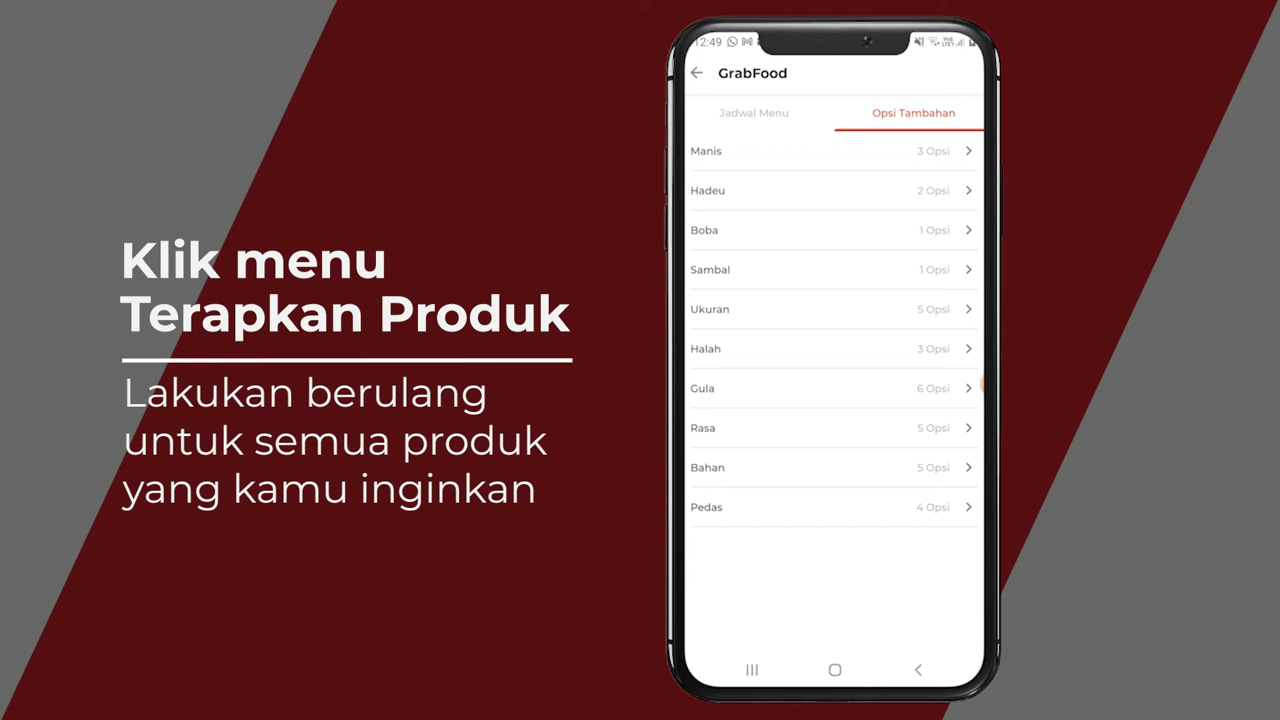 Klik menu
Terapkan Produk
Lakukan berulang
untuk semua produk
yang kamu inginkan
12:49
GrabFood
Jadwal Menu Opsi Tambahan
Manis 3 Opsi
Hadeu 2 Opsi
Boba 1 Opsi
Sambal 1 Opsi
Ukuran 5 Opsi
Halah 3 Opsi
Gula 6 Opsi
Rasa 5 Opsi
Bahan 5 Opsi
Pedas 4 Opsi